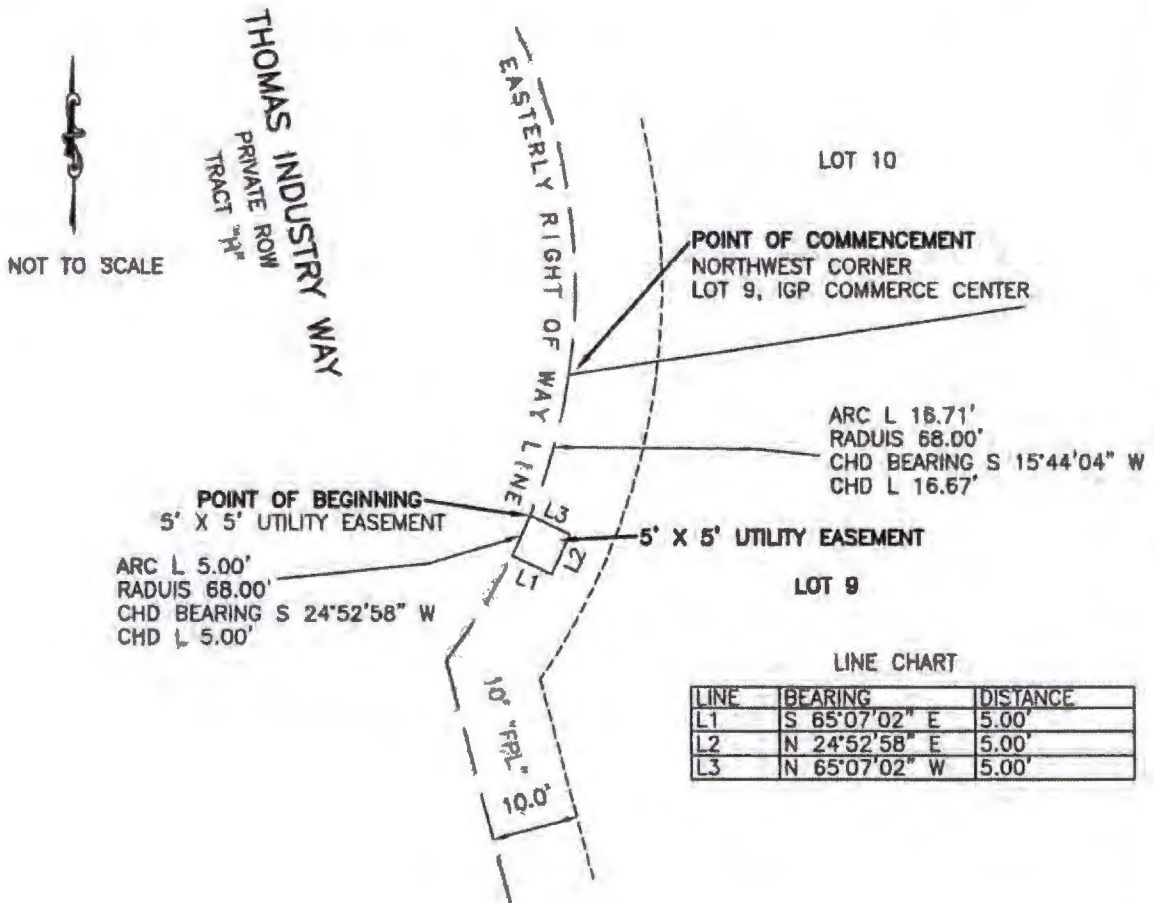 THOMAS INDUSTRY WAY
PRIVATE ROW
TRACT "H"
NOT TO SCALE
EASTERLY RIGHT OF WAY LINE
LOT 10
POINT OF COMMENCEMENT
NORTHWEST CORNER
LOT 9, IGP COMMERCE CENTER
ARC L 16.71'
RADUIS 68.00'
CHD BEARING S 15°44'04" W
CHD L 16.67'
POINT OF BEGINNING
5' X 5' UTILITY EASEMENT
ARC L 5.00'
RADUIS 68.00'
CHD BEARING S 24°52'58" W
CHD L 5.00'
L3
L2
L1
5' X 5' UTILITY EASEMENT
LOT 9
10' "FPL"
10.0'
LINE CHART
LINE BEARING DISTANCE
L1 S 65°07'02" E 5.00'
L2 N 24°52'58" E 5.00'
L3 N 65°07'02" W 5.00'